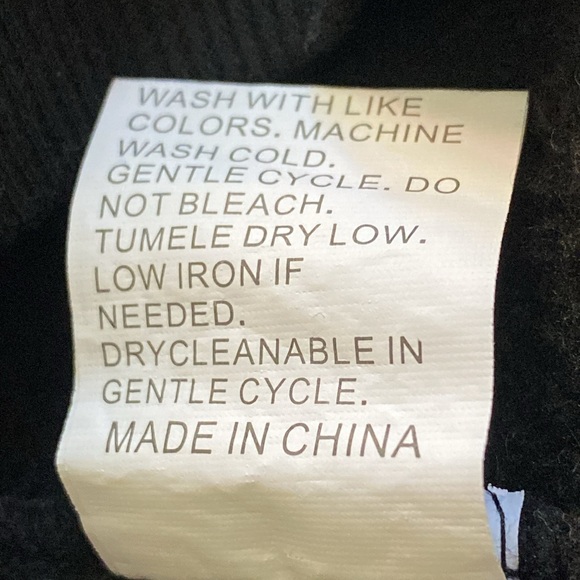 WASH WITH LIKE
COLORS. MACHINE
WASH COLD.
GENTLE CYCLE. DO
NOT BLEACH.
TUMELE DRY LOW.
LOW IRON IF
NEEDED.
DRYCLEANABLE IN
GENTLE CYCLE.
MADE IN CHINA